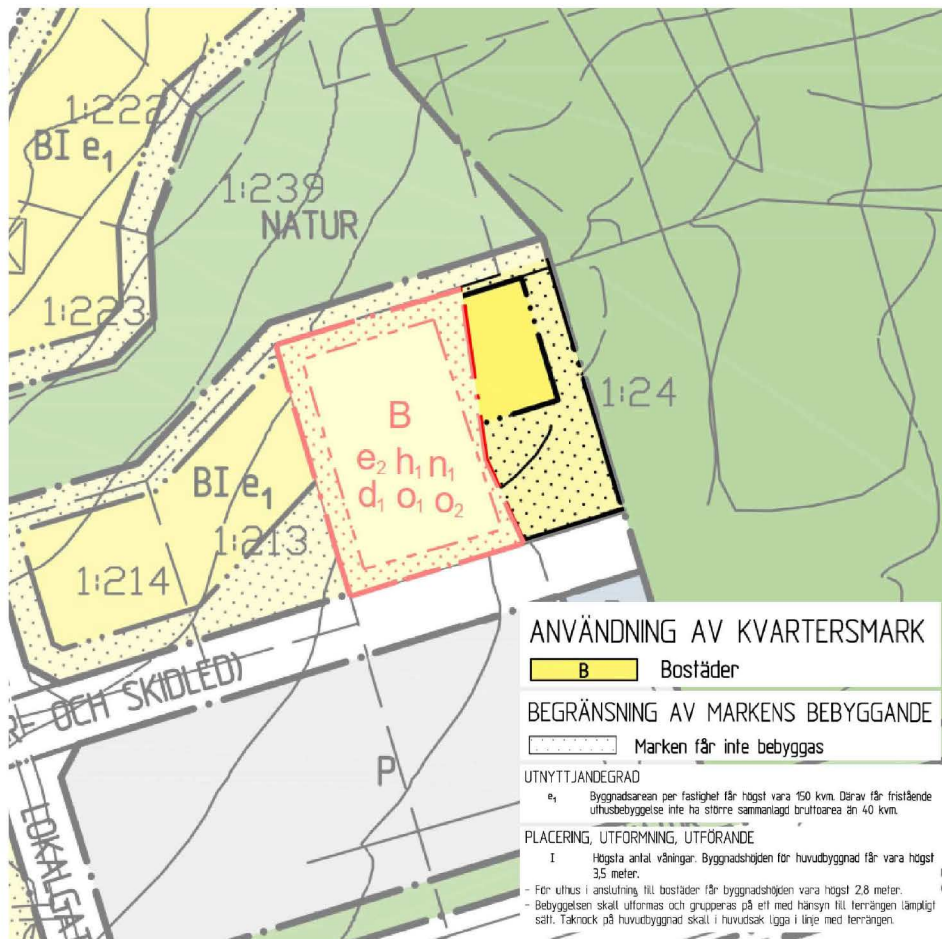 1:222
BI e₁
1:239
NATUR
1:223
1:24
B
e₂ h₁ n₁
d₁ o₁ o₂
BI e₁
1:213
1:214
OCH SKIDLED)
P
LOKALGAT
ANVÄNDNING AV KVARTERSMARK
B Bostäder
BEGRÄNSNING AV MARKENS BEBYGGANDE
Marken får inte bebyggas
UTNYTTJANDEGRAD
e₁ Byggnadsarean per fastighet får högst vara 150 kvm. Därav får fristående
uthusbebyggelse inte ha större sammanlagd bruttoarea än 40 kvm.
PLACERING, UTFORMNING, UTFÖRANDE
I Högsta antal våningar. Byggnadshöjden för huvudbyggnad får vara högst
3,5 meter.
- För uthus i anslutning till bostäder får byggnadshöjden vara högst 2,8 meter.
- Bebyggelsen skall utformas och grupperas på ett med hänsyn till terrängen lämpligt
sätt. Taknock på huvudbyggnad skall i huvudsak ligga i linje med terrängen.